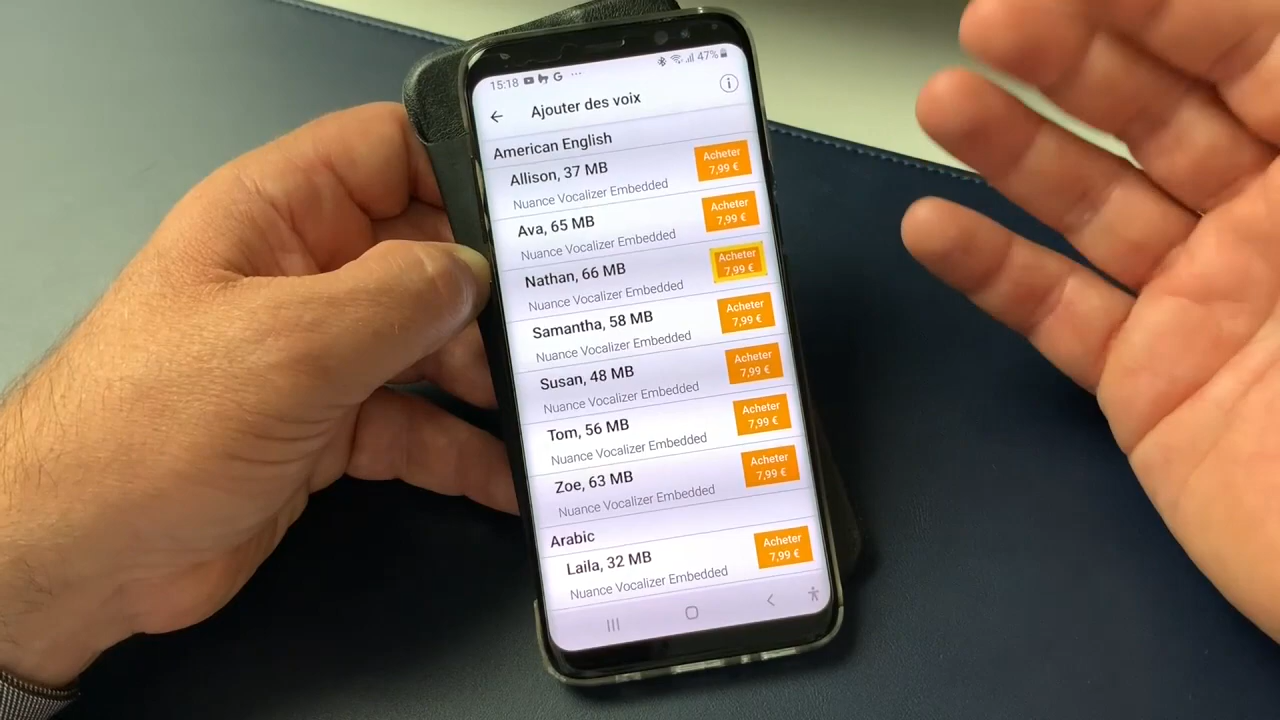 15:18 G ... 47%
Ajouter des voix
American English
Allison, 37 MB
Nuance Vocalizer Embedded
Acheter
7,99 €
Ava, 65 MB
Nuance Vocalizer Embedded
Acheter
7,99 €
Nathan, 66 MB
Nuance Vocalizer Embedded
Acheter
7,99 €
Samantha, 58 MB
Nuance Vocalizer Embedded
Acheter
7,99 €
Susan, 48 MB
Nuance Vocalizer Embedded
Acheter
7,99 €
Tom, 56 MB
Nuance Vocalizer Embedded
Acheter
7,99 €
Zoe, 63 MB
Nuance Vocalizer Embedded
Acheter
7,99 €
Arabic
Laila, 32 MB
Nuance Vocalizer Embedded
Acheter
7,99 €